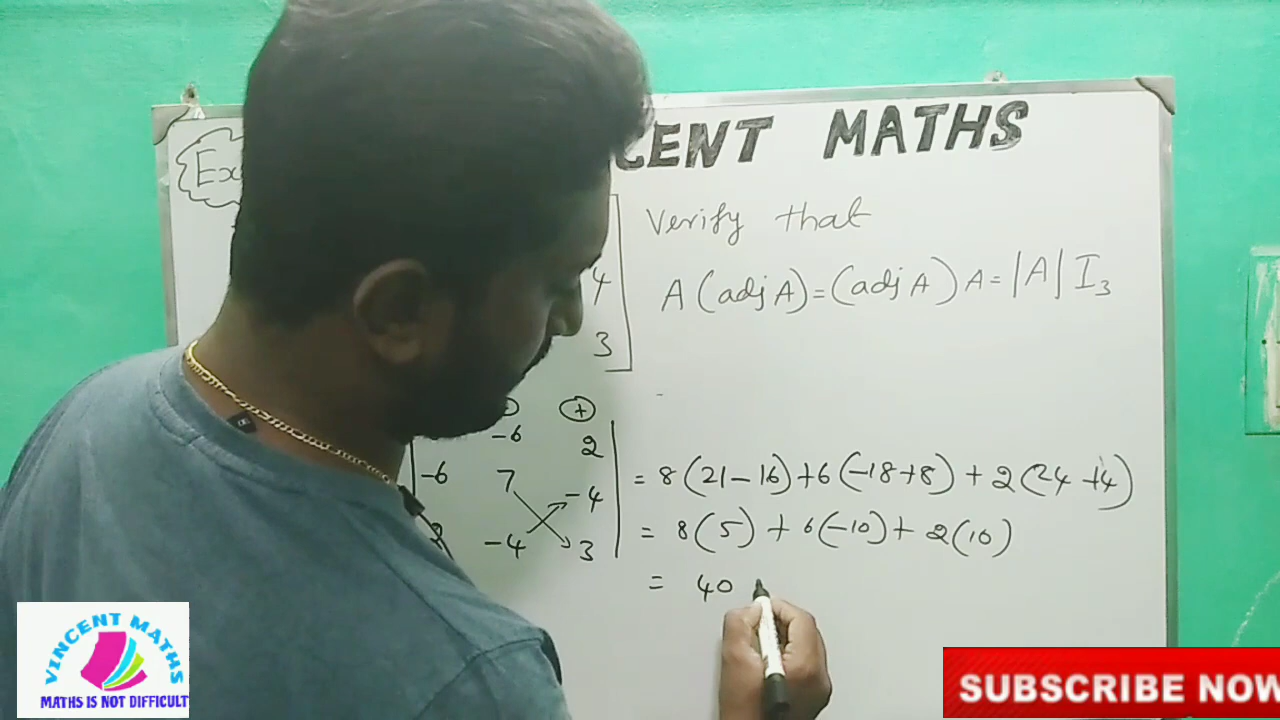 Ex
CENT MATHS
Verify that
4
A (adj A) = (adj A) A = |A| I₃
3
+
-6 2
-6 7 -4
-4 3
= 8(21-16)+6(-18+8)+2(24-14)
= 8(5) + 6(-10) + 2(10)
= 40
VINCENT MATHS
MATHS IS NOT DIFFICULT
SUBSCRIBE NOW